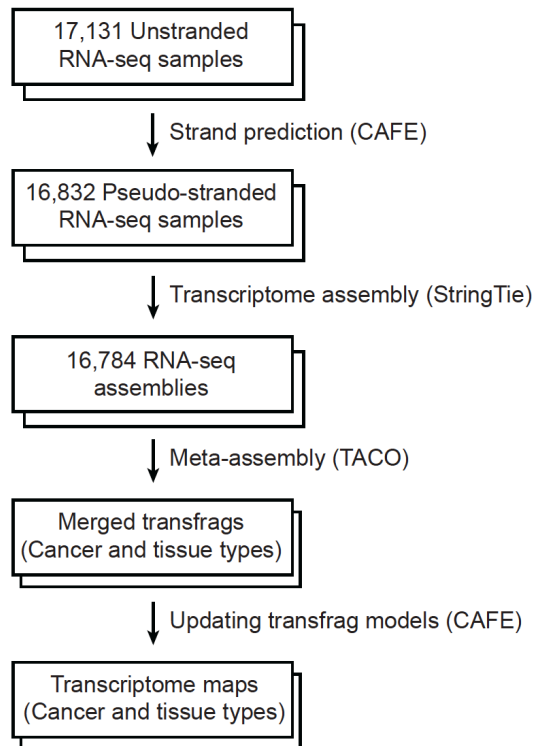 17,131 Unstranded
RNA-seq samples
Strand prediction (CAFE)
16,832 Pseudo-stranded
RNA-seq samples
Transcriptome assembly (StringTie)
16,784 RNA-seq
assemblies
Meta-assembly (TACO)
Merged transfrags
(Cancer and tissue types)
Updating transfrag models (CAFE)
Transcriptome maps
(Cancer and tissue types)